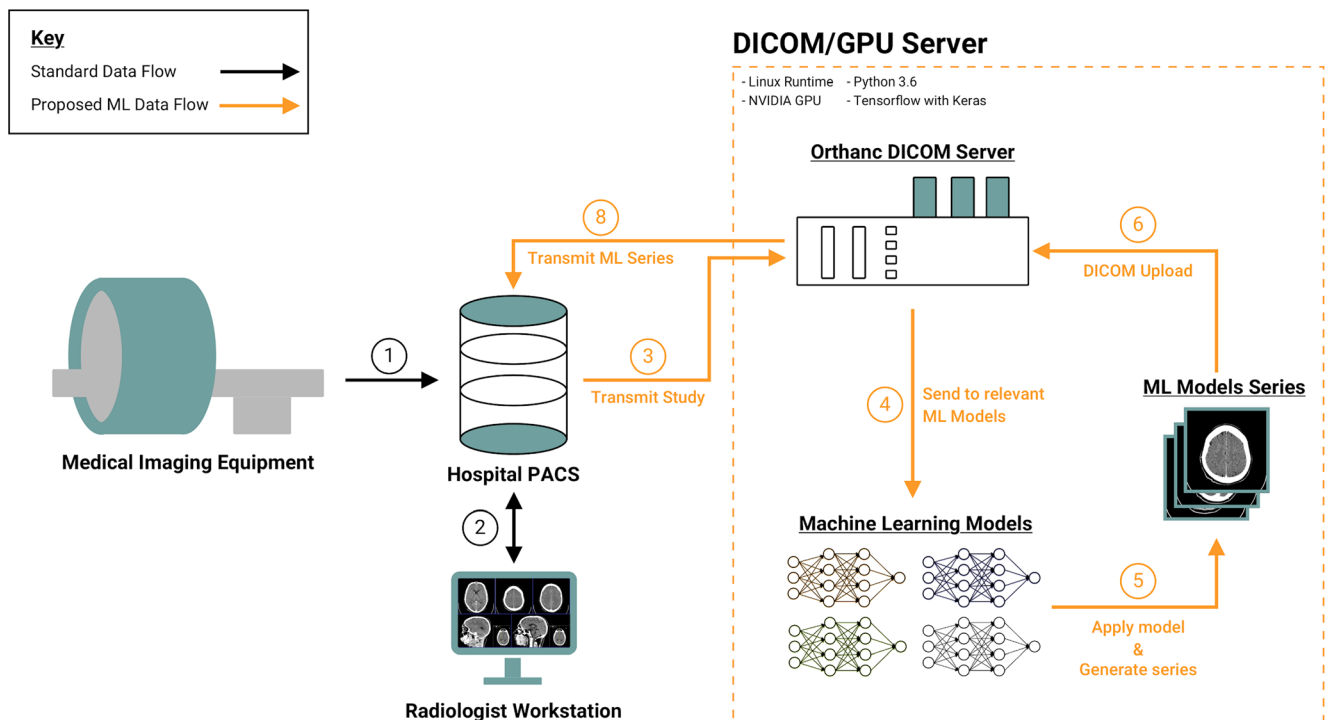 Key
Standard Data Flow
Proposed ML Data Flow
DICOM/GPU Server
- Linux Runtime - Python 3.6
- NVIDIA GPU - Tensorflow with Keras
Orthanc DICOM Server
8
Transmit ML Series
6
DICOM Upload
1
3
Transmit Study
4
Send to relevant
ML Models
ML Models Series
Medical Imaging Equipment
Hospital PACS
2
Machine Learning Models
5
Apply model
&
Generate series
Radiologist Workstation